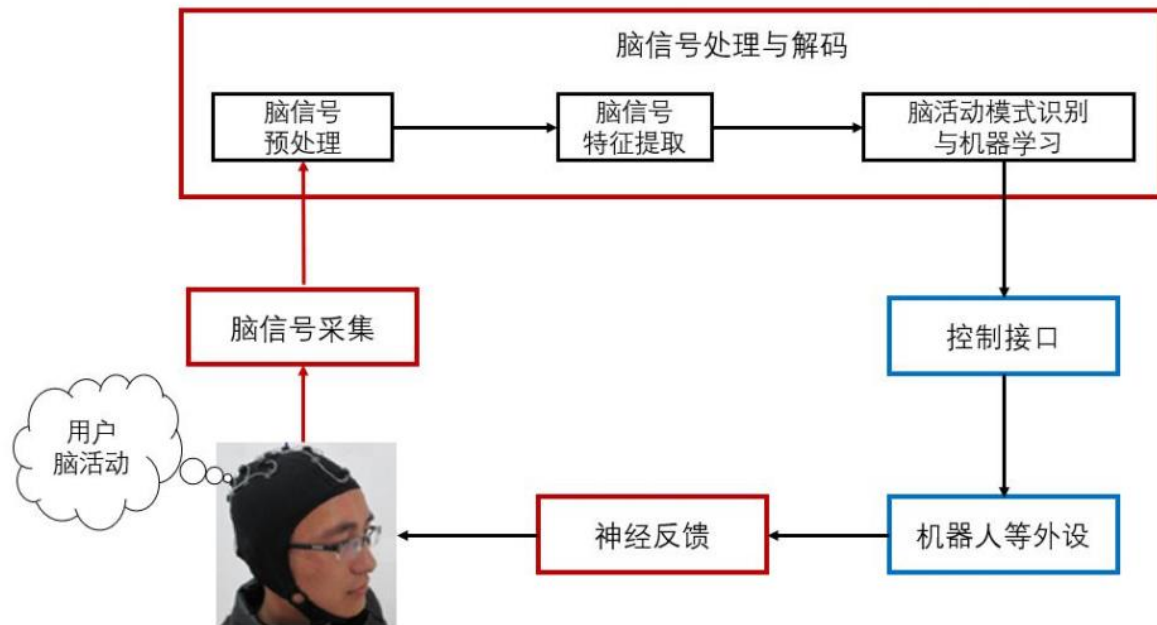 脑信号处理与解码
脑信号
预处理
脑信号
特征提取
脑活动模式识别
与机器学习
脑信号采集
控制接口
用户
脑活动
神经反馈
机器人等外设